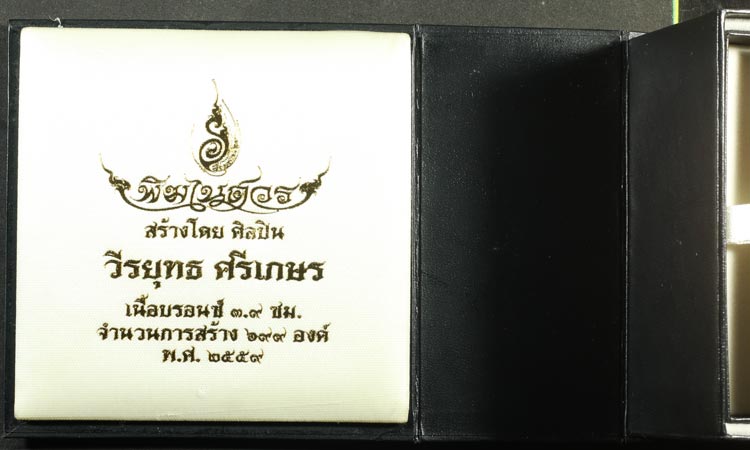 พิฆเนศวร
สร้างโดย ศิลปิน
วีรยุทธ ศรีเกษร
เนื้อบรอนซ์ ๓.๙ ซม.
จำนวนการสร้าง ๒๙๙ องค์
พ.ศ. ๒๕๕๙